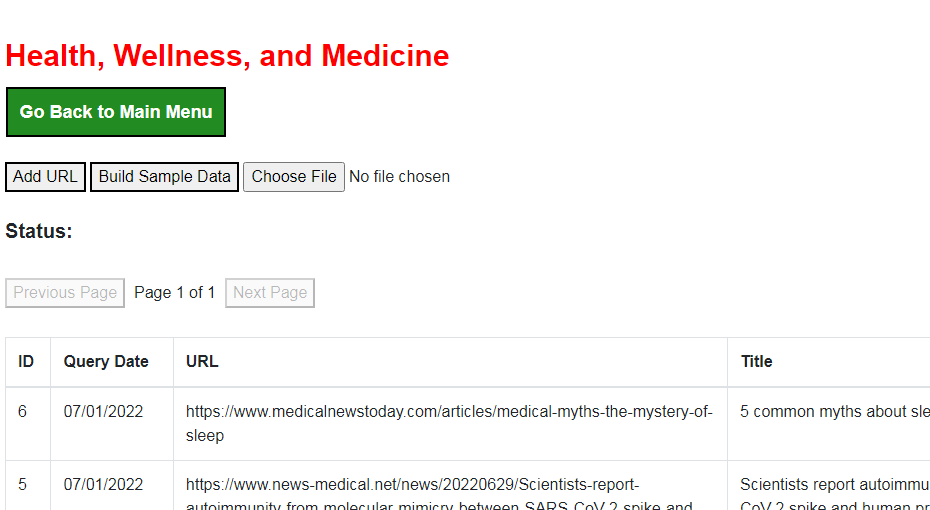 Health, Wellness, and Medicine
Go Back to Main Menu
Add URL Build Sample Data Choose File No file chosen
Status:
Previous Page Page 1 of 1 Next Page
ID Query Date URL Title
6 07/01/2022 https://www.medicalnewstoday.com/articles/medical-myths-the-mystery-of- 5 common myths about sle
sleep
5 07/01/2022 https://www.news-medical.net/news/20220629/Scientists-report- Scientists report autoimmu
autoimmunity-from-molecular-mimicry-between-SARS-CoV-2-spike-and- CoV-2 spike and human pr